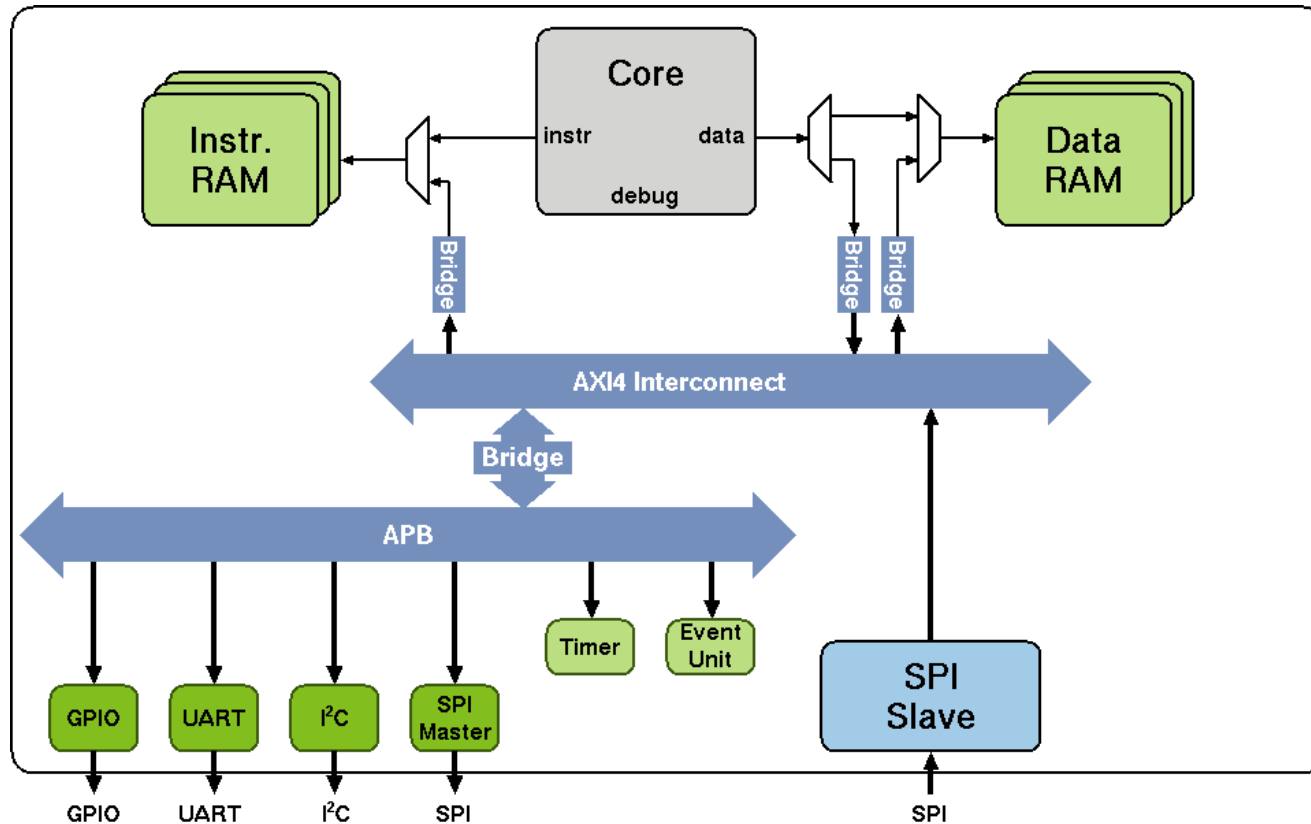 Core
Instr.
RAM
instr
data
debug
Data
RAM
Bridge
Bridge
Bridge
AXI4 Interconnect
Bridge
APB
Timer
Event
Unit
GPIO
UART
I²C
SPI
Master
SPI
Slave
GPIO
UART
I²C
SPI
SPI